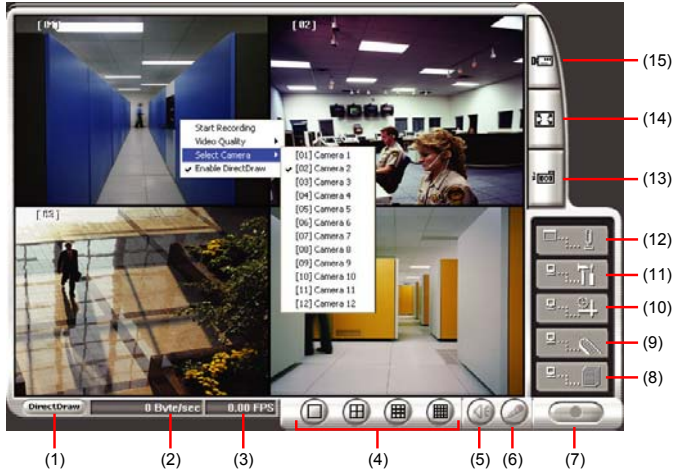 [01]
[02]
(15)
(14)
(13)
Start Recording
Video Quality
Select Camera
Enable DirectDraw
[01] Camera 1
[02] Camera 2
[03] Camera 3
[04] Camera 4
[05] Camera 5
[06] Camera 6
[07] Camera 7
[08] Camera 8
[09] Camera 9
[10] Camera 10
[11] Camera 11
[12] Camera 12
[03]
(12)
(11)
(10)
(9)
(8)
DirectDraw
0 Byte/sec
0.00 FPS
(1)
(2)
(3)
(4)
(5)
(6)
(7)